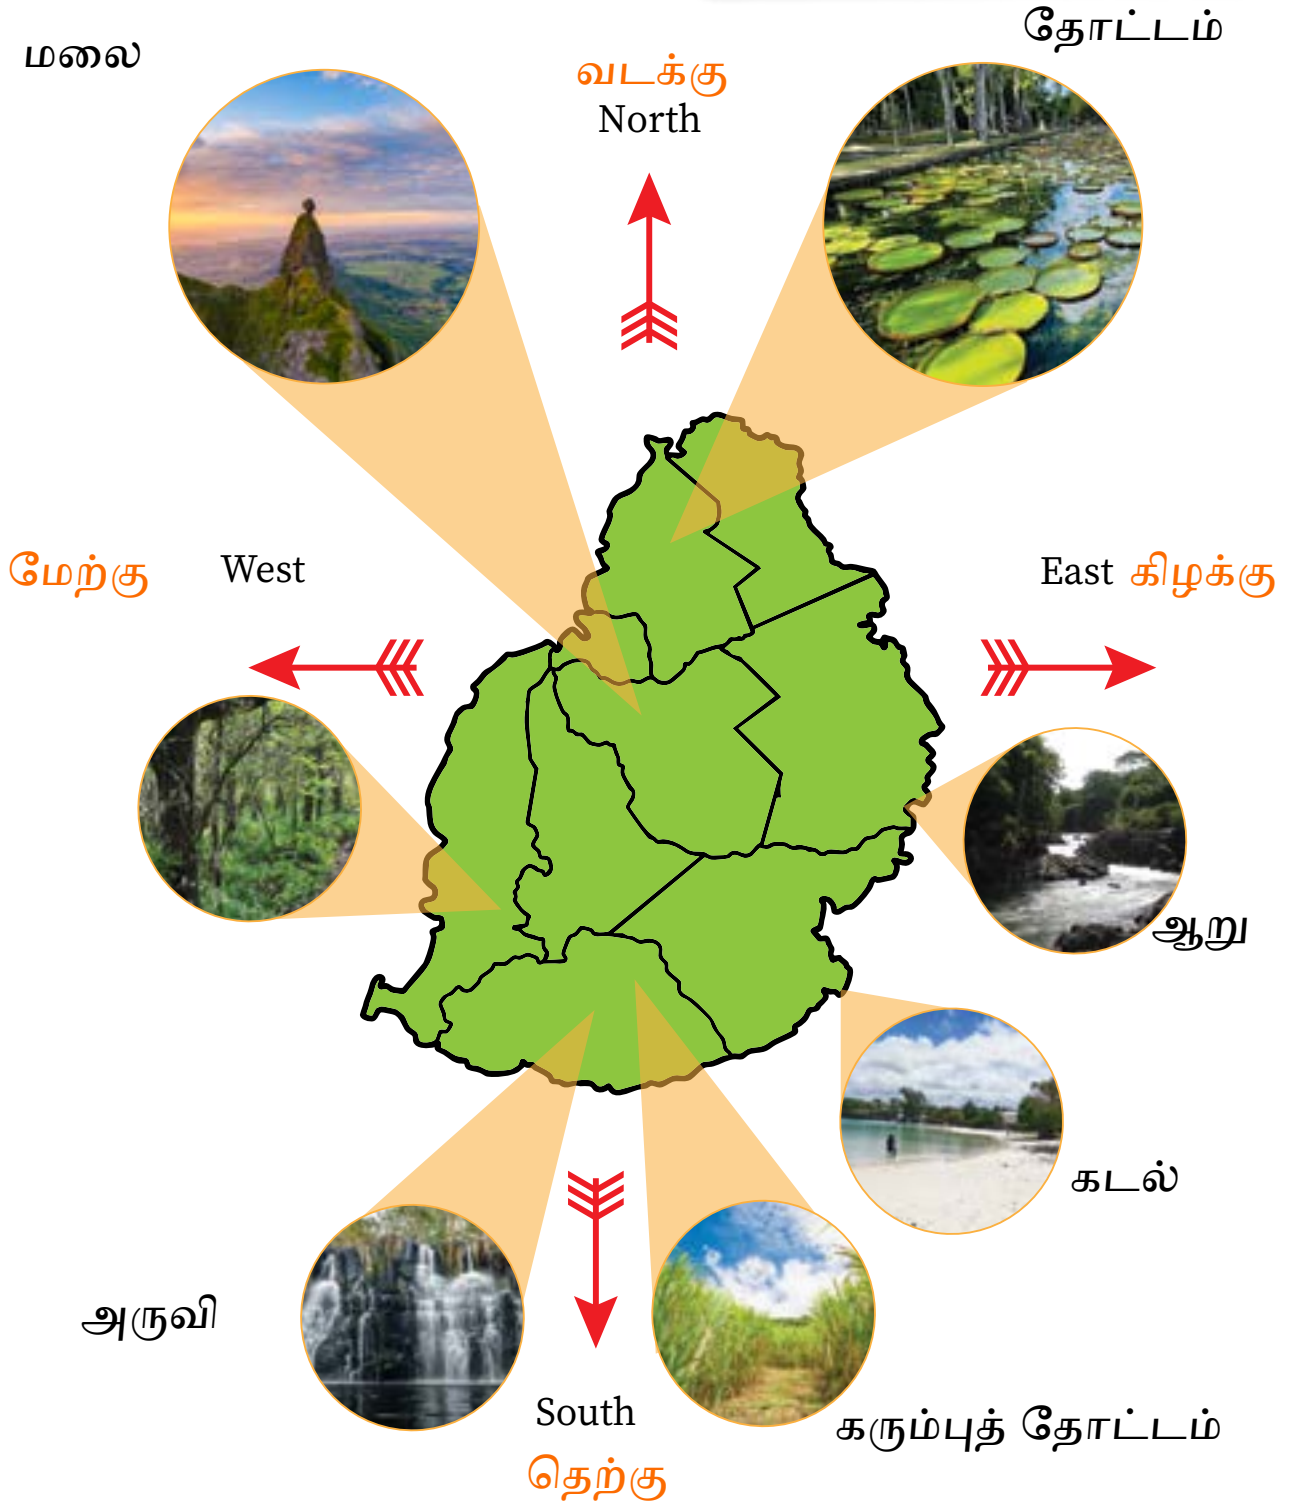 தோட்டம்
மலை
வடக்கு
North
மேற்கு West
East கிழக்கு
ஆறு
கடல்
அருவி
South
கரும்புத் தோட்டம்
தெற்கு